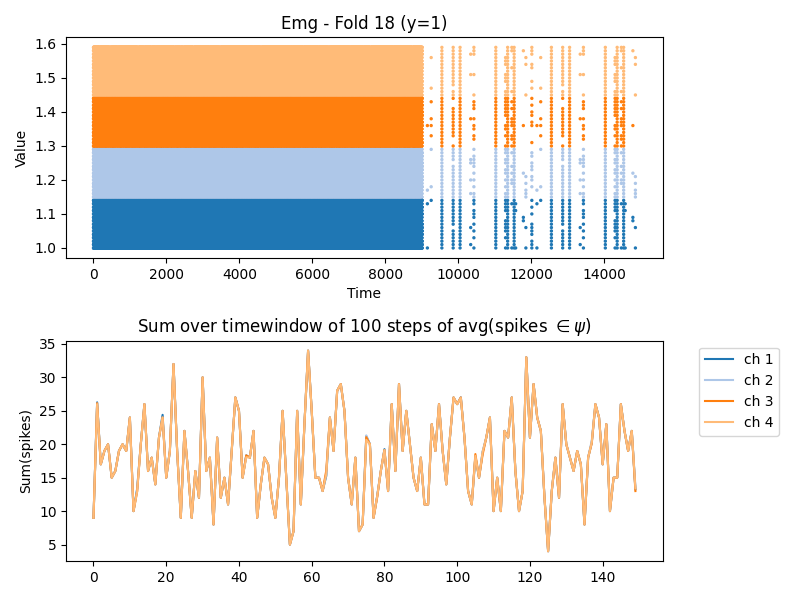 Emg - Fold 18 (y=1)
1.6
1.5
1.4
1.3
1.2
1.1
1.0
Value
0 2000 4000 6000 8000 10000 12000 14000
Time
Sum over timewindow of 100 steps of avg(spikes ∈ ψ)
35
30
25
20
15
10
5
Sum(spikes)
0 20 40 60 80 100 120 140
ch 1
ch 2
ch 3
ch 4